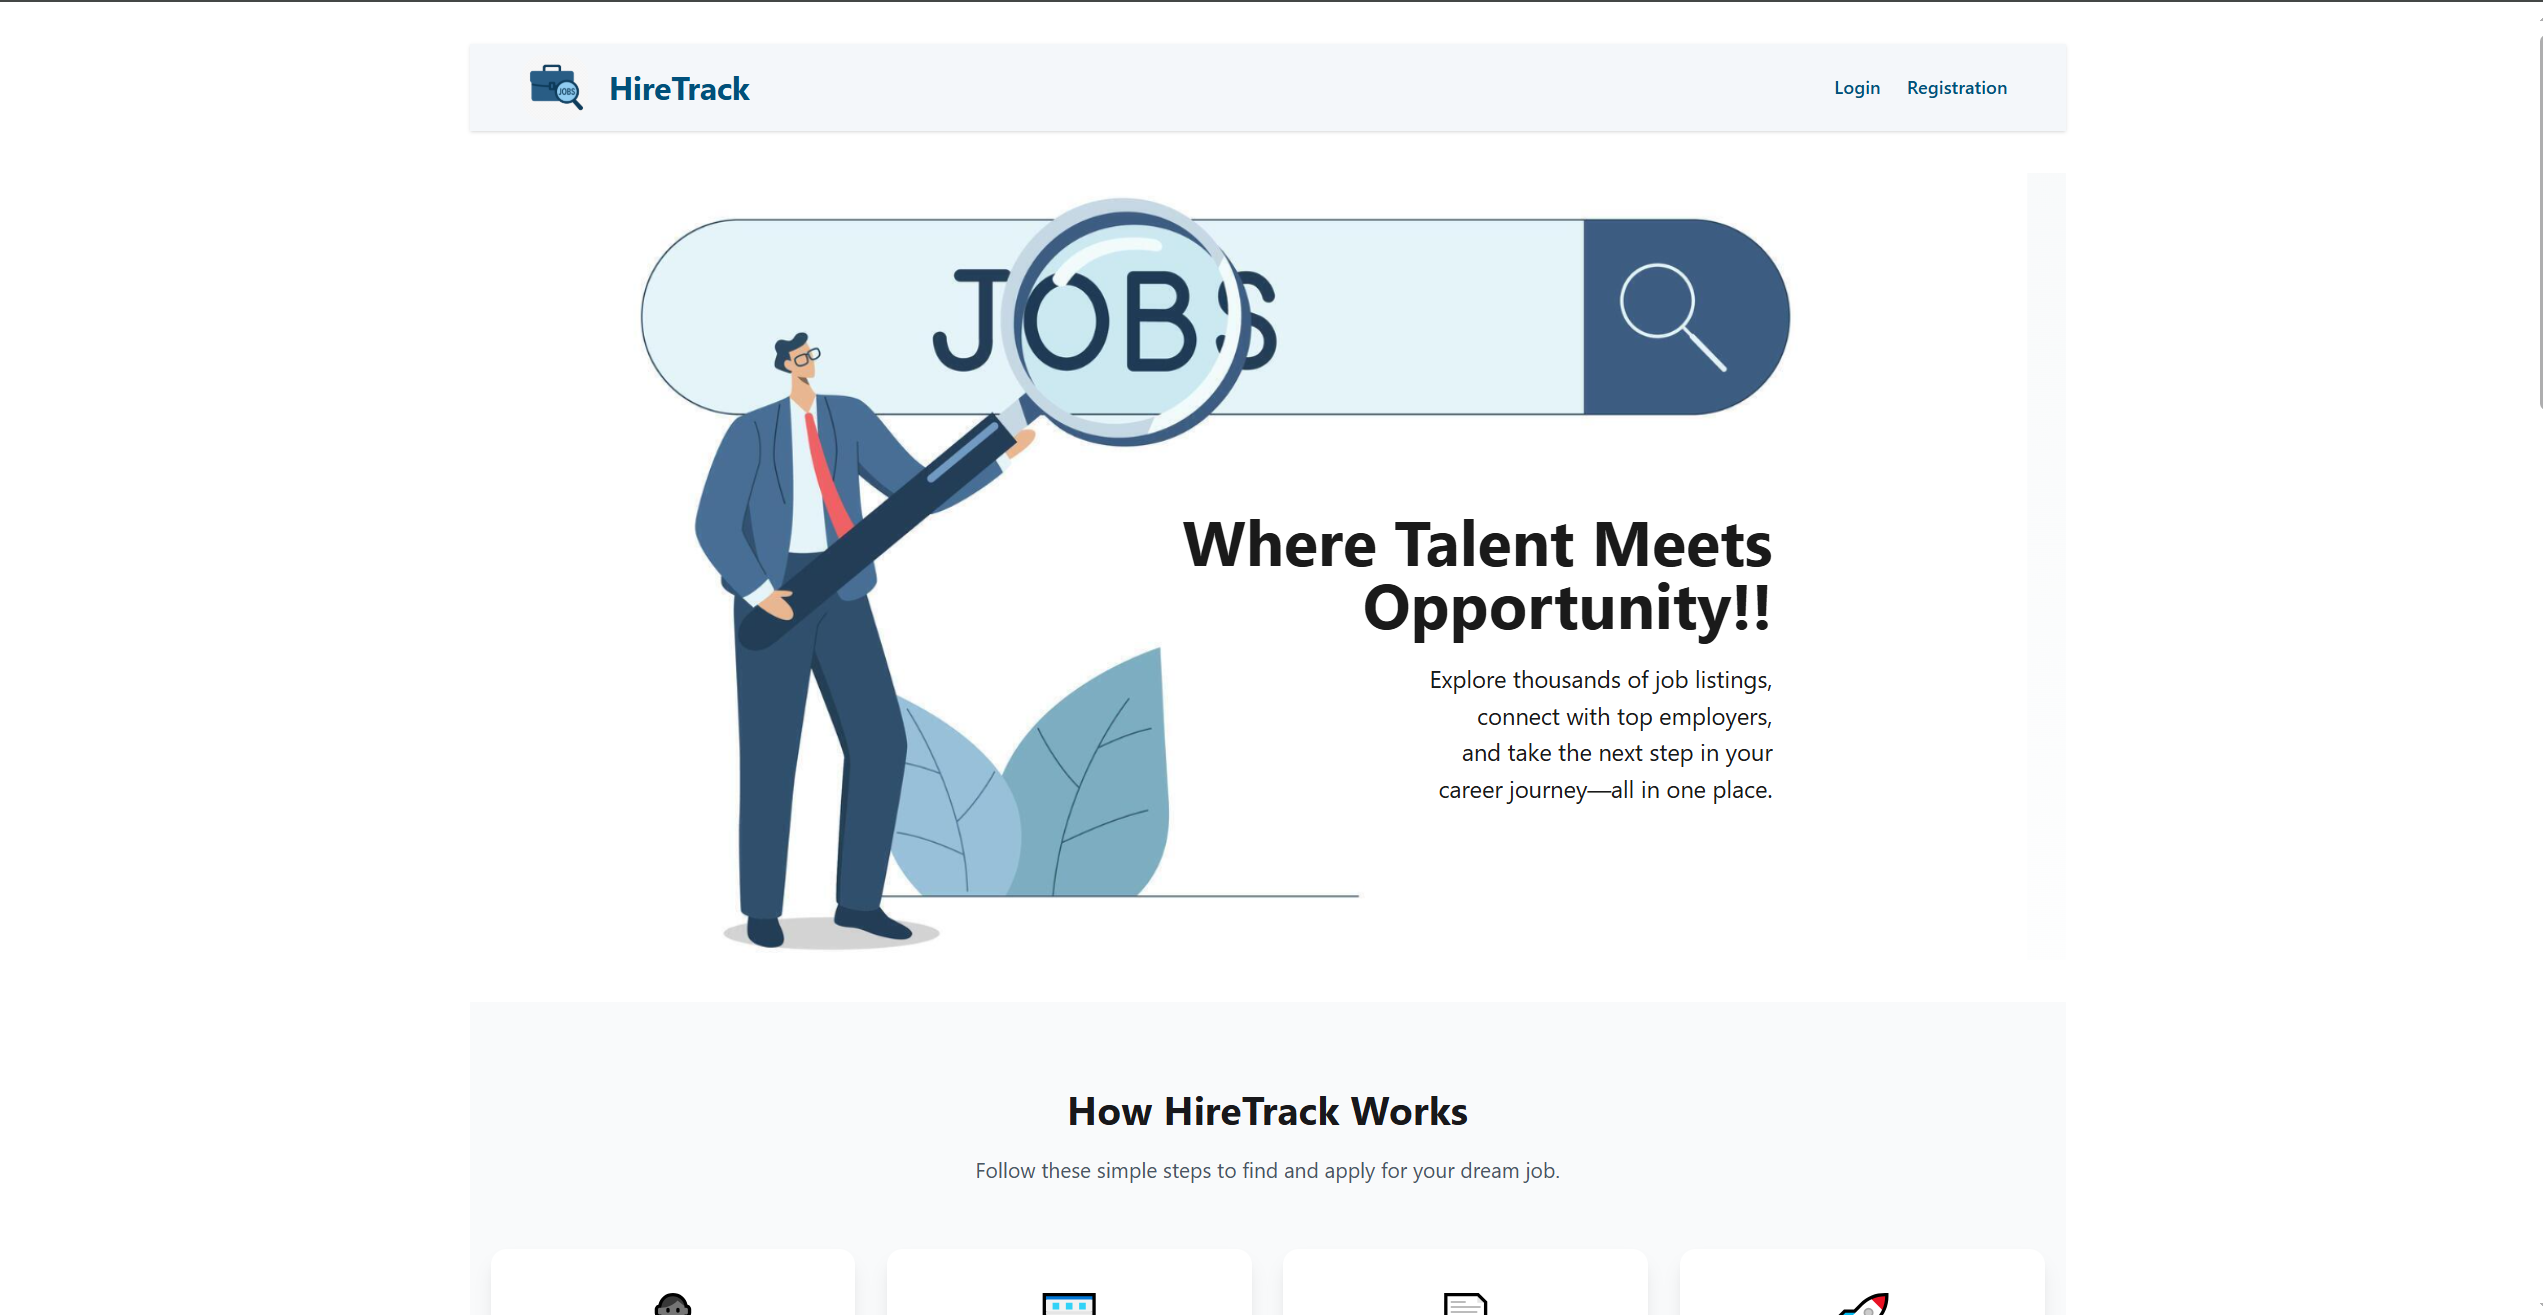 JOBS
HireTrack
Login
Registration
JOBS
Where Talent Meets
Opportunity!!
Explore thousands of job listings,
connect with top employers,
and take the next step in your
career journey—all in one place.
How HireTrack Works
Follow these simple steps to find and apply for your dream job.